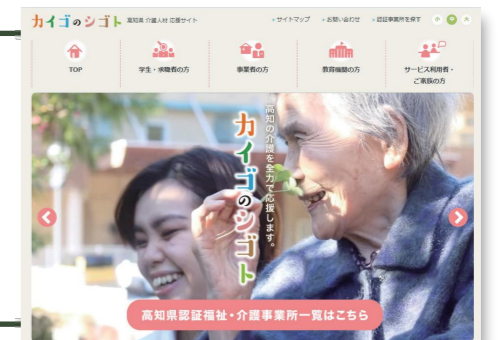 カイゴのシゴト 高知県 介護人材 応援サイト
サイトマップ お問い合わせ 認証事業所を探す 小 中 大
TOP
学生・求職者の方
事業者の方
教育機関の方
サービス利用者・
ご家族の方
高知の介護を全力で応援します。
カイゴのシゴト
高知県認証福祉・介護事業所一覧はこちら